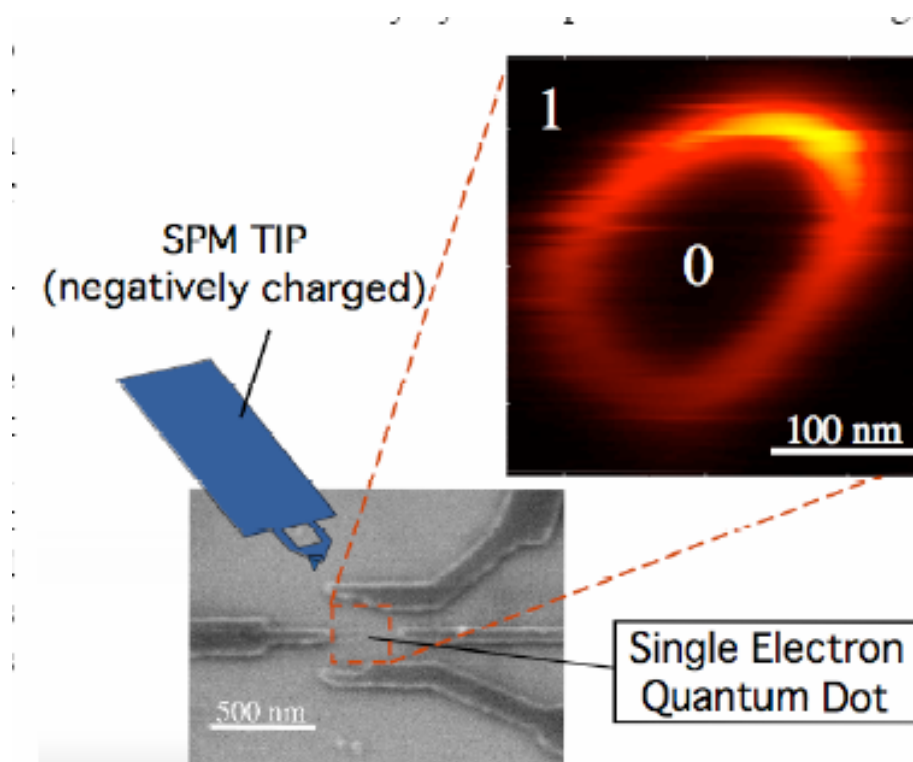 1
SPM TIP
(negatively charged)
0
100 nm
500 nm
Single Electron
Quantum Dot